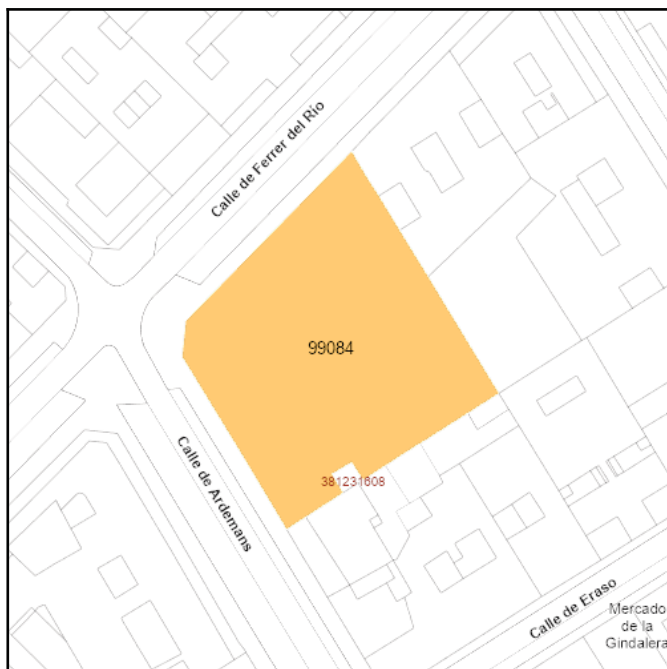 Calle de Ferrer del Rio
99084
381231608
Calle de Ardemans
Calle de Eraso
Mercado
de la
Gindalera